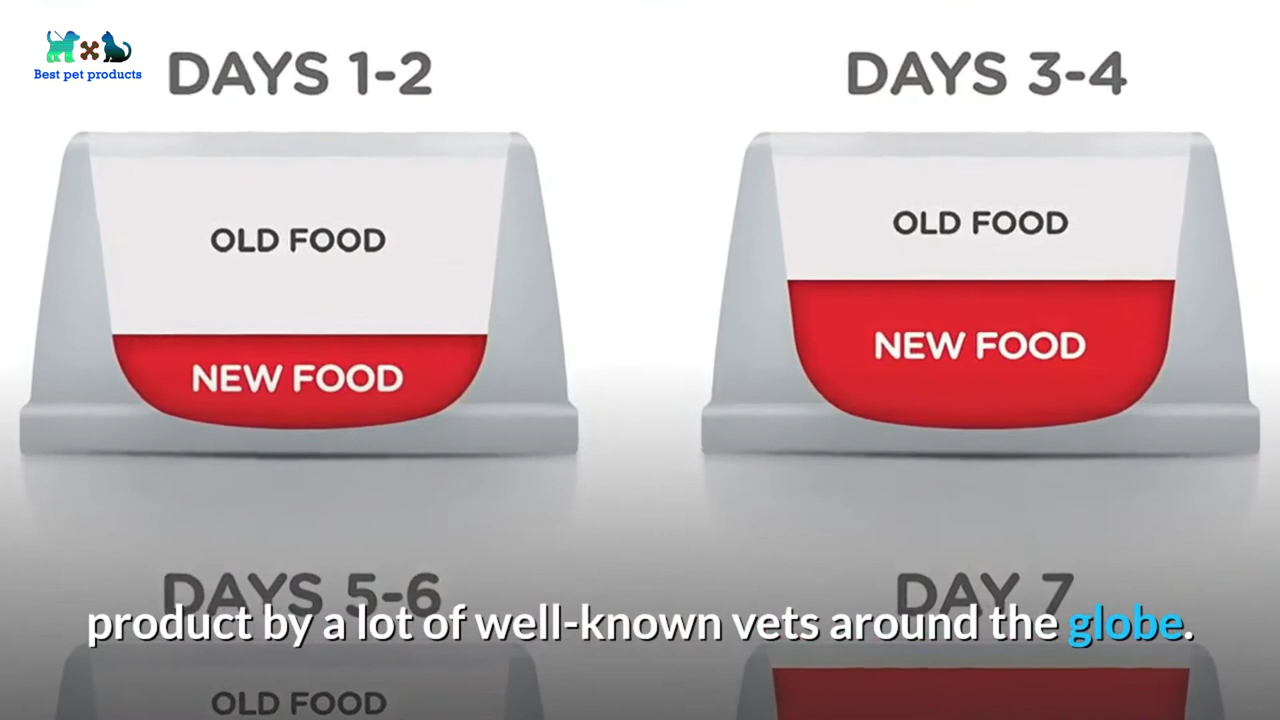 Best pet products
DAYS 1-2
DAYS 3-4
OLD FOOD
OLD FOOD
NEW FOOD
NEW FOOD
DAYS 5-6
DAY 7
product by a lot of well-known vets around the globe.
OLD FOOD